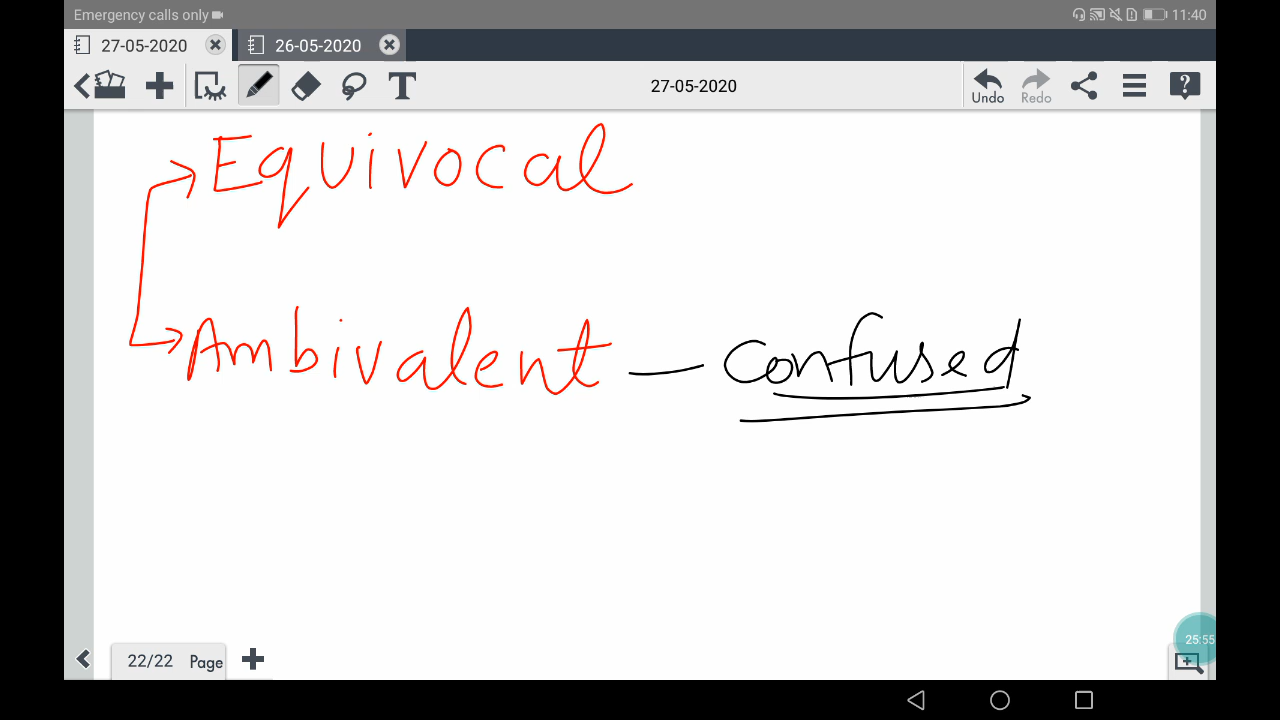 Emergency calls only 11:40
27-05-2020 26-05-2020
27-05-2020 Undo Redo
Equivocal
Ambivalent — Confused
25:55
22/22 Page